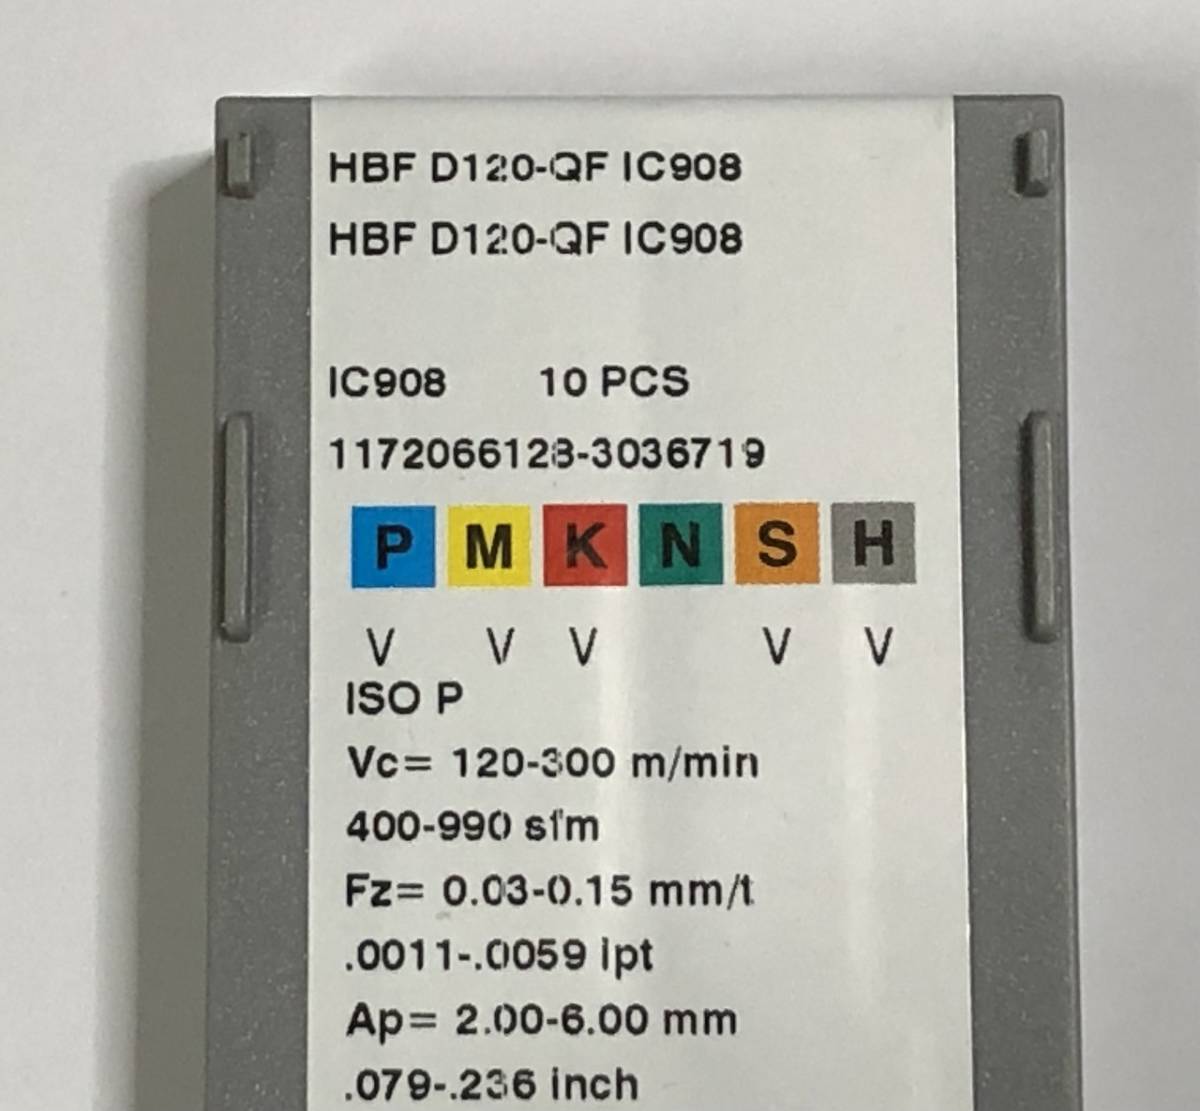 HBF D120-QF IC908
HBF D120-QF IC908
IC908 10 PCS
1172066128-3036719
P M K N S H
V V V V V
ISO P
Vc= 120-300 m/min
400-990 sfm
Fz= 0.03-0.15 mm/t
.0011-.0059 ipt
Ap= 2.00-6.00 mm
.079-.236 inch